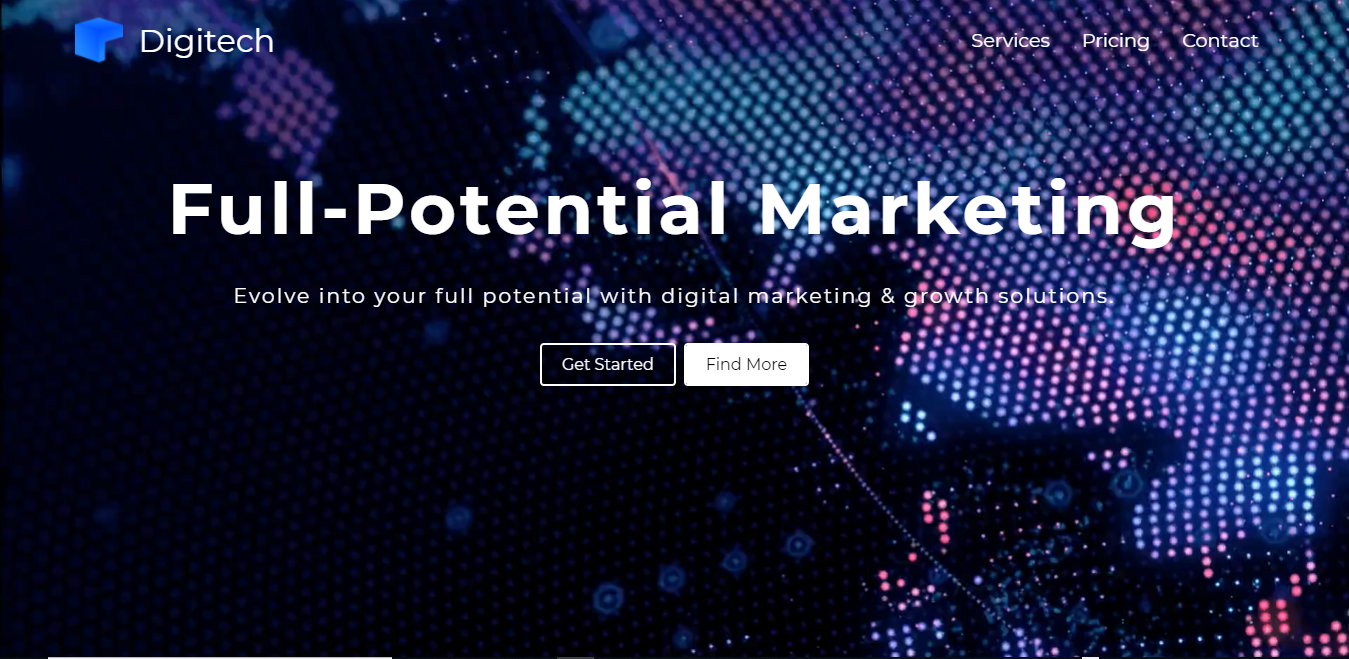 Digitech
Services Pricing Contact
Full-Potential Marketing
Evolve into your full potential with digital marketing & growth solutions.
Get Started Find More